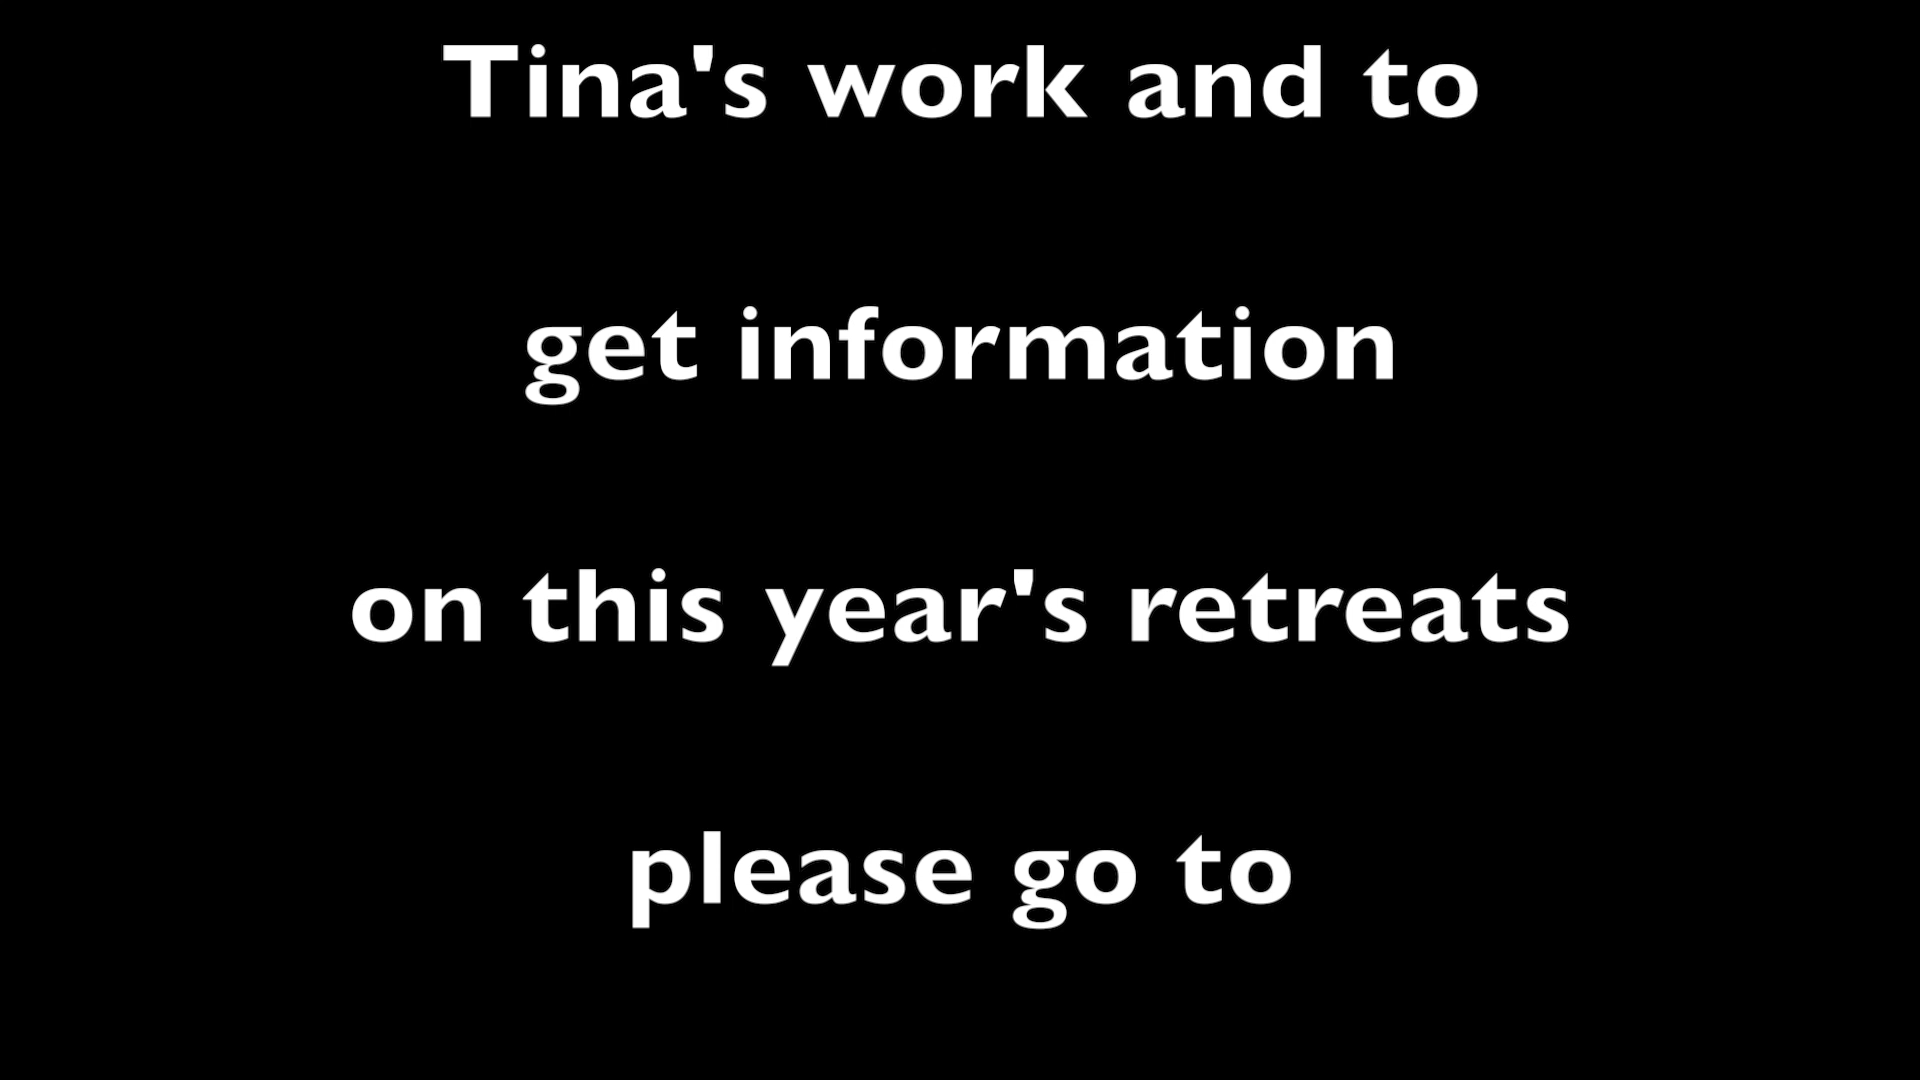 Tina's work and to
get information
on this year's retreats
please go to